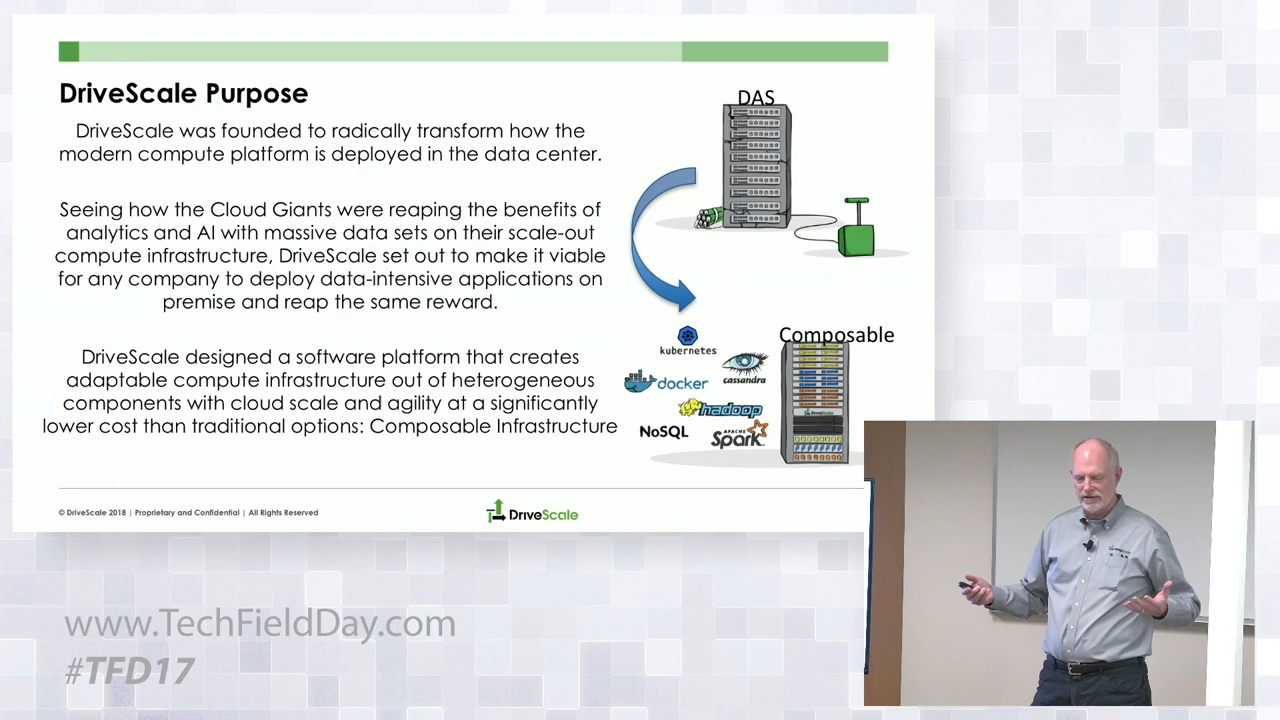 DriveScale Purpose
DriveScale was founded to radically transform how the
modern compute platform is deployed in the data center.
Seeing how the Cloud Giants were reaping the benefits of
analytics and AI with massive data sets on their scale-out
compute infrastructure, DriveScale set out to make it viable
for any company to deploy data-intensive applications on
premise and reap the same reward.
DriveScale designed a software platform that creates
adaptable compute infrastructure out of heterogeneous
components with cloud scale and agility at a significantly
lower cost than traditional options: Composable Infrastructure
DAS
Composable
kubernetes
cassandra
docker
hadoop
NoSQL
APACHE
Spark
DriveScale
© DriveScale 2018 | Proprietary and Confidential | All Rights Reserved
DriveScale
www.TechFieldDay.com
#TFD17